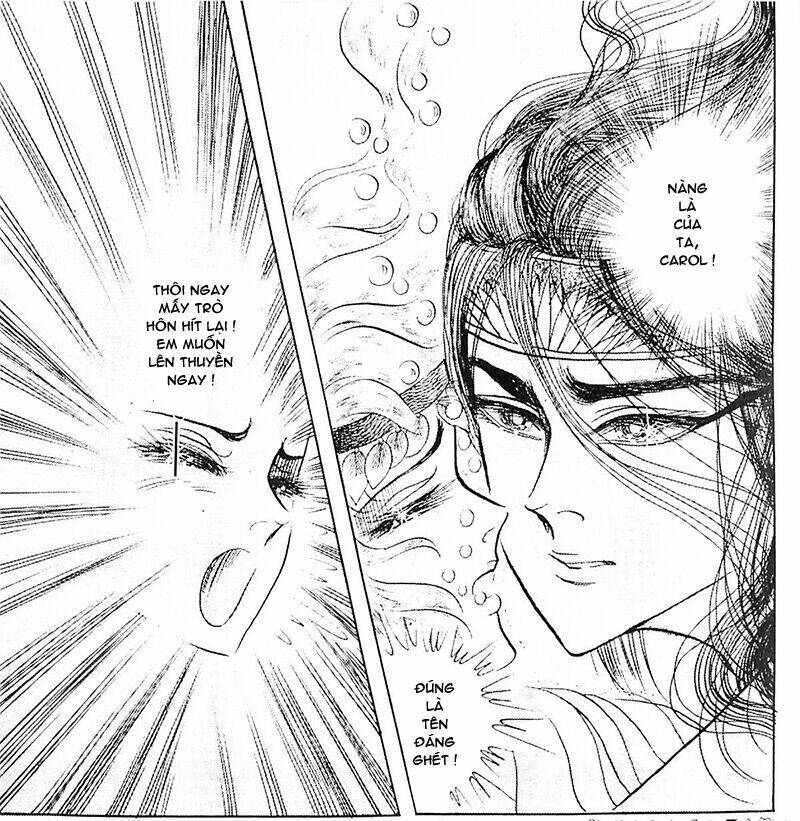 THÔI NGAY
MẤY TRÒ
HÔN HÍT LẠI !
EM MUỐN
LÊN THUYỀN
NGAY !
NÀNG
LÀ
CỦA
TA,
CAROL !
ĐÚNG
LÀ
TÊN
ĐÁNG
GHÉT !